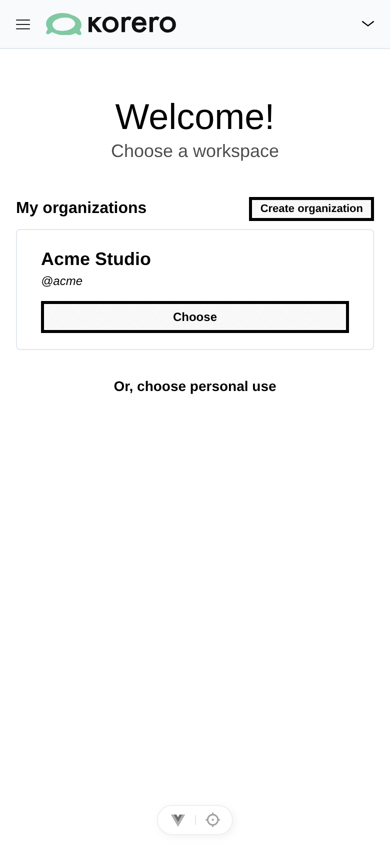 korero
Welcome!
Choose a workspace
My organizations
Create organization
Acme Studio
@acme
Choose
Or, choose personal use